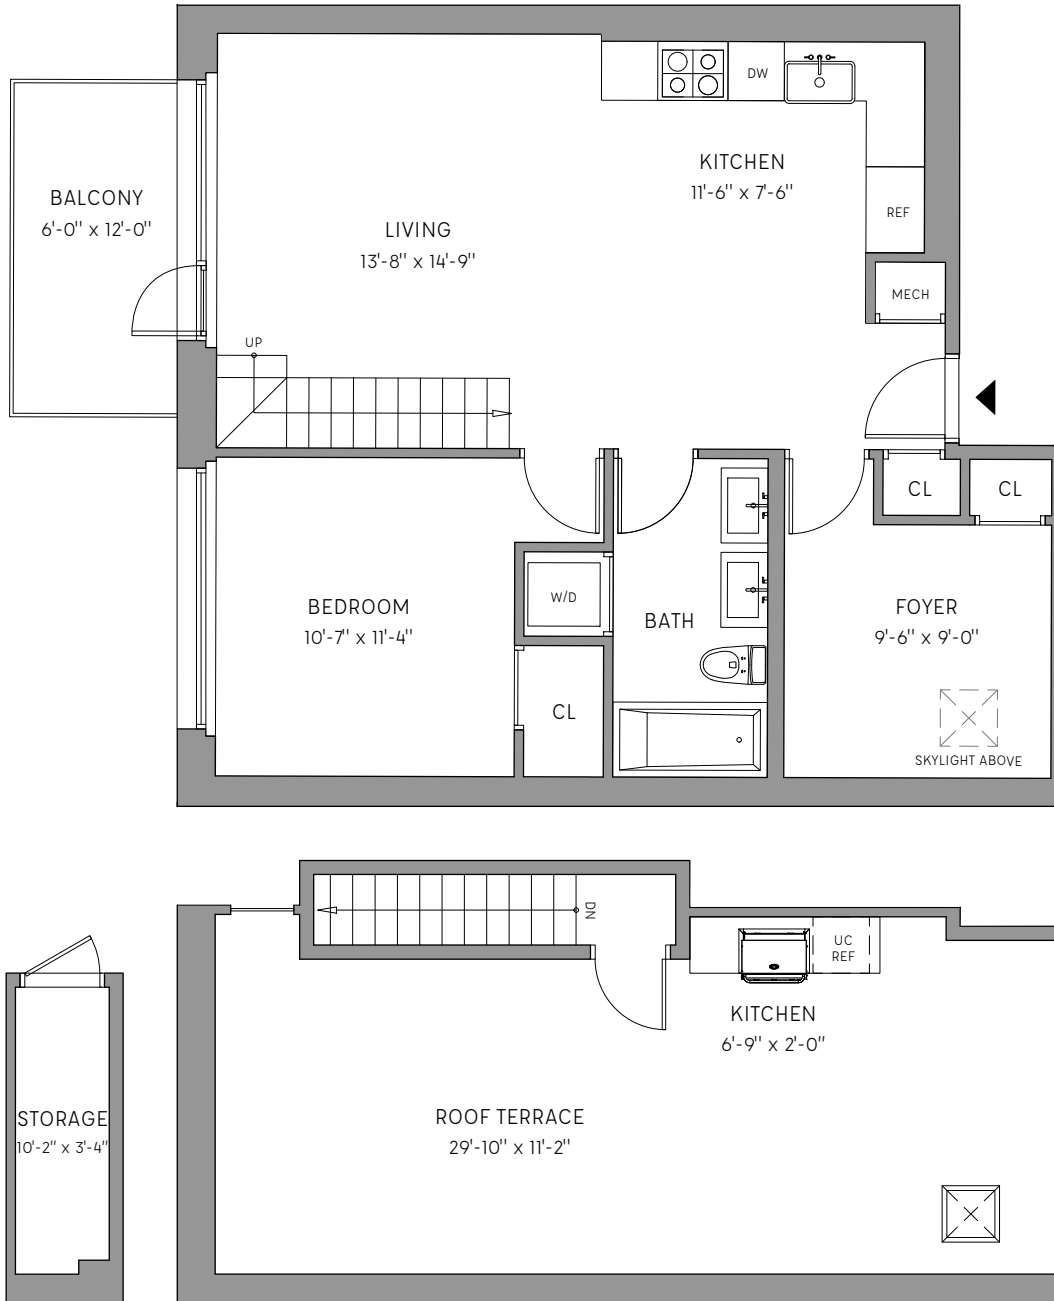 DW
KITCHEN
11'-6" x 7'-6"
BALCONY
6'-0" x 12'-0"
REF
LIVING
13'-8" x 14'-9"
MECH
UP
CL
CL
W/D
BEDROOM
10'-7" x 11'-4"
BATH
FOYER
9'-6" x 9'-0"
CL
SKYLIGHT ABOVE
DN
UC
REF
KITCHEN
6'-9" x 2'-0"
STORAGE
10'-2" x 3'-4"
ROOF TERRACE
29'-10" x 11'-2"